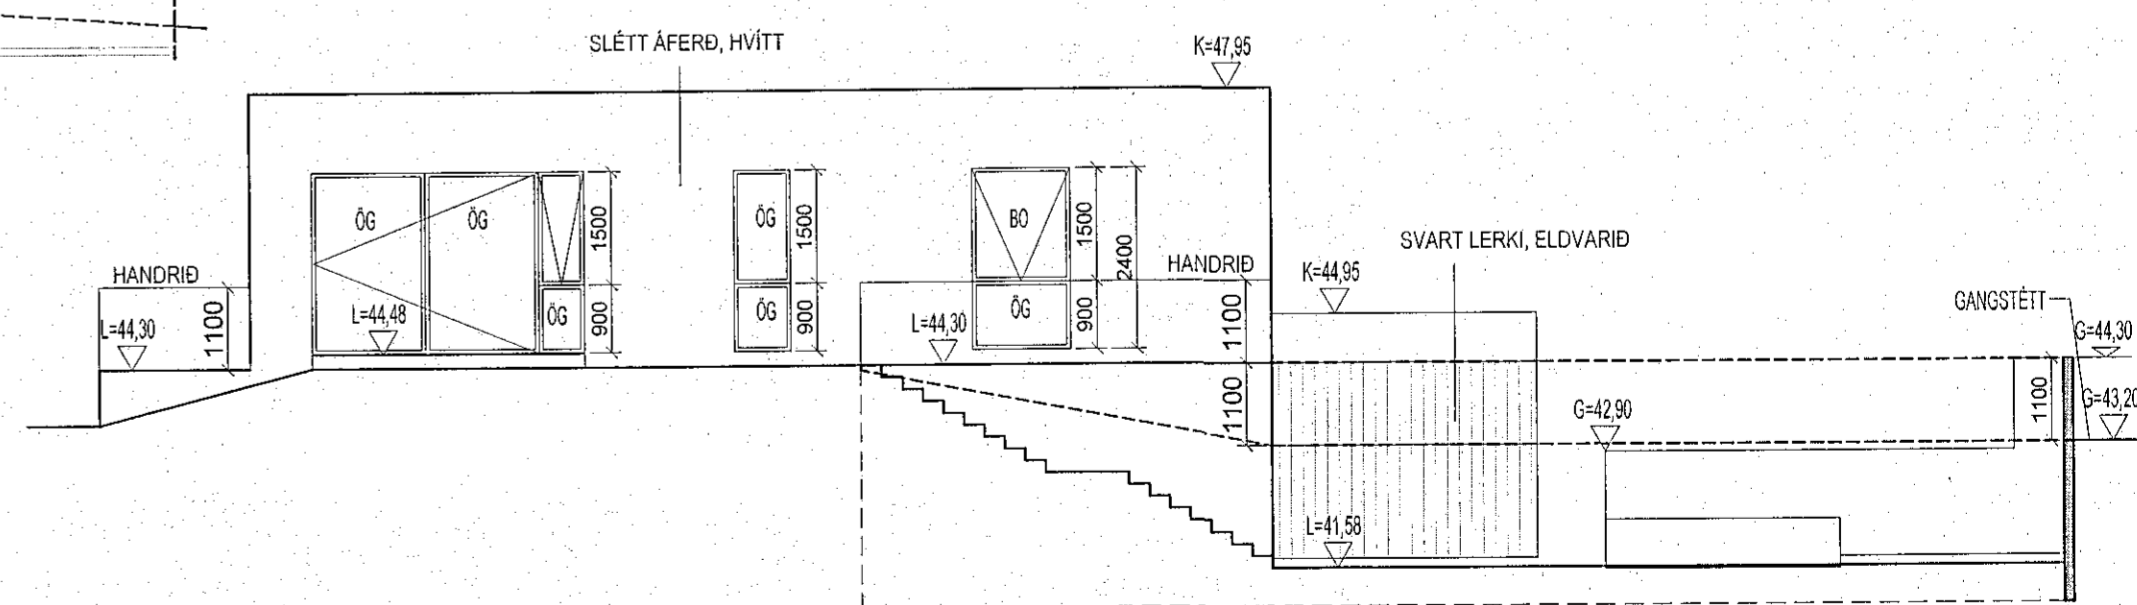 SLÉTT ÁFERÐ, HVÍTT
K=47,95
ÖG
ÖG
1500
ÖG
1500
BO
1500
2400
HANDRIÐ
SVART LERKI, ELDVARIÐ
HANDRIÐ
K=44,95
GANGSTÉTT
L=44,30
1100
L=44,48
ÖG
900
ÖG
900
L=44,30
ÖG
900
1100
G=44,30
1100
G=42,90
1100
G=43,20
L=41,58